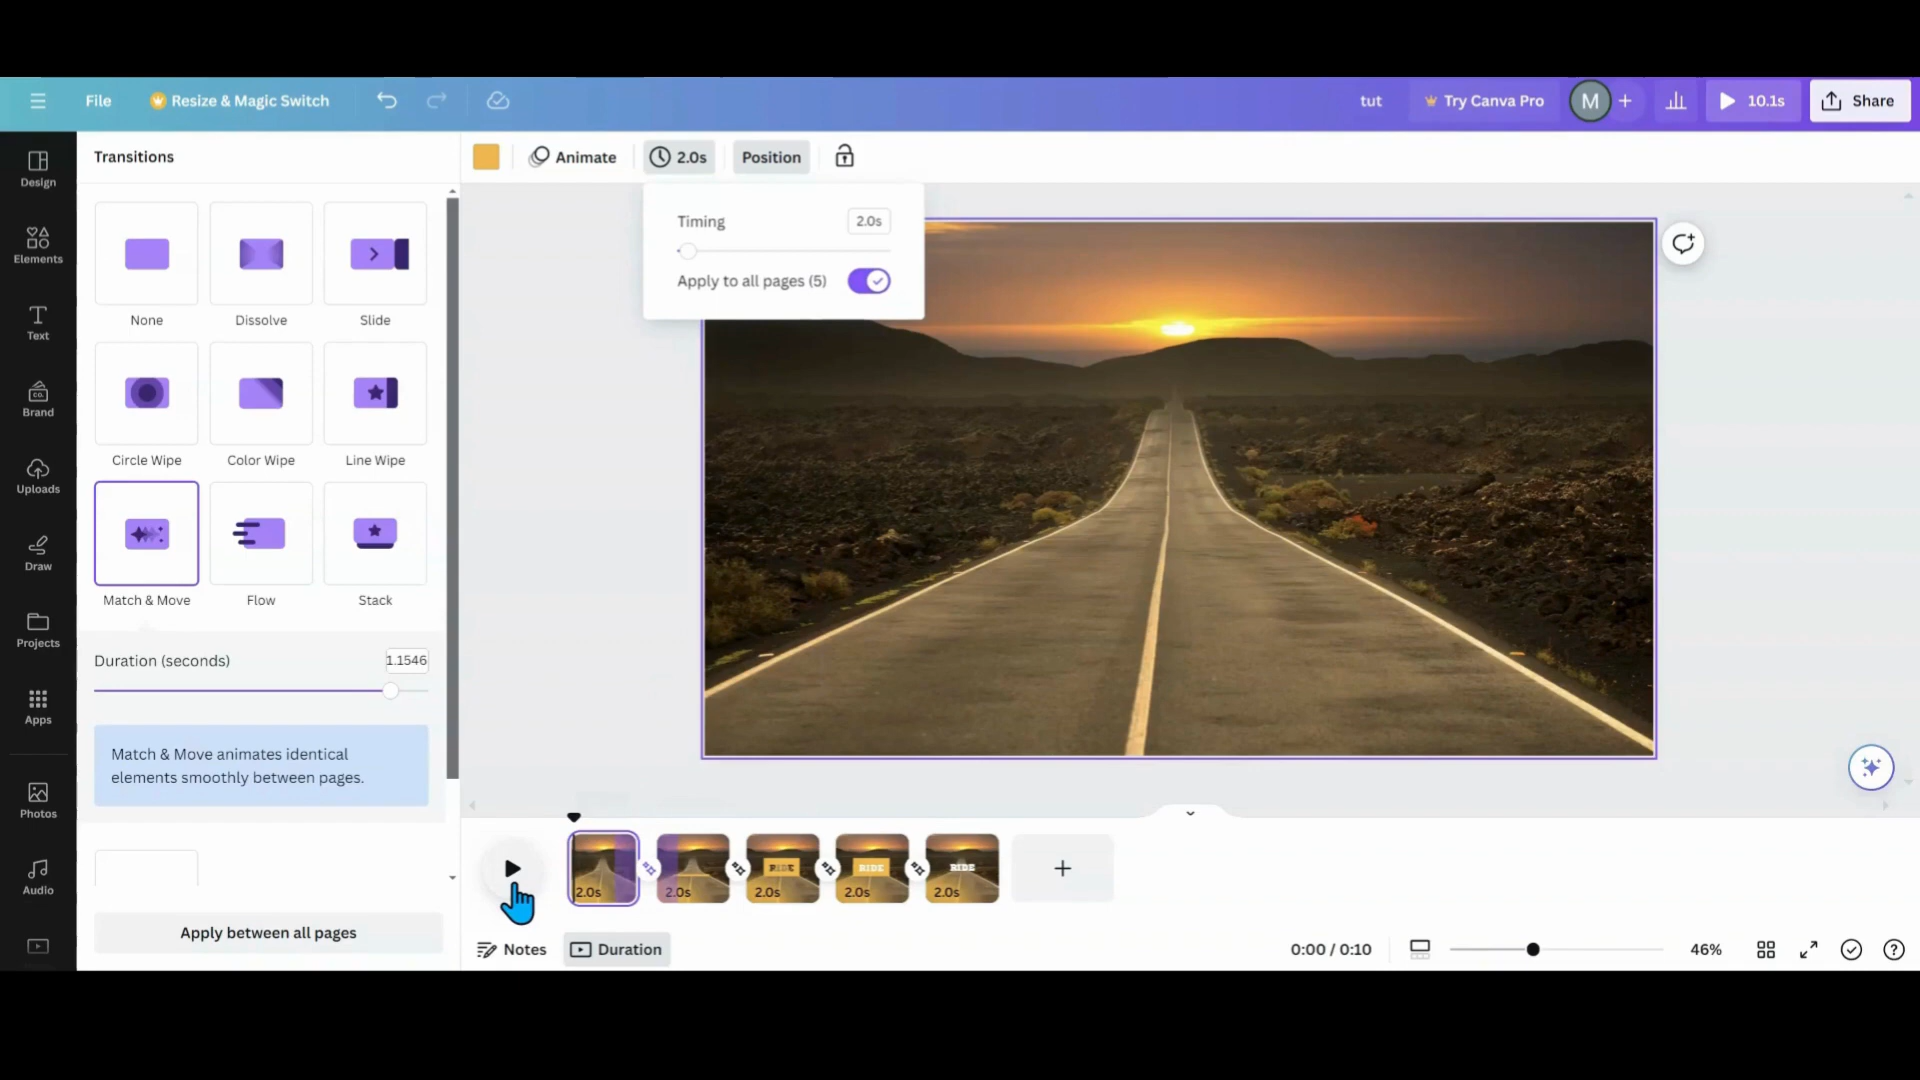 File
Resize & Magic Switch
tut
Try Canva Pro
M
10.1s
Share
Design
Elements
Text
CO.
Brand
Uploads
Draw
Projects
Apps
Photos
Audio
Transitions
None
Dissolve
Slide
Circle Wipe
Color Wipe
Line Wipe
Match & Move
Flow
Stack
Duration (seconds)
1.1546
Match & Move animates identical
elements smoothly between pages.
Apply between all pages
Animate
2.0s
Position
Timing
2.0s
Apply to all pages (5)
2.0s
2.0s
RIDE
2.0s
RIDE
2.0s
RIDE
2.0s
Notes
Duration
0:00 / 0:10
46%